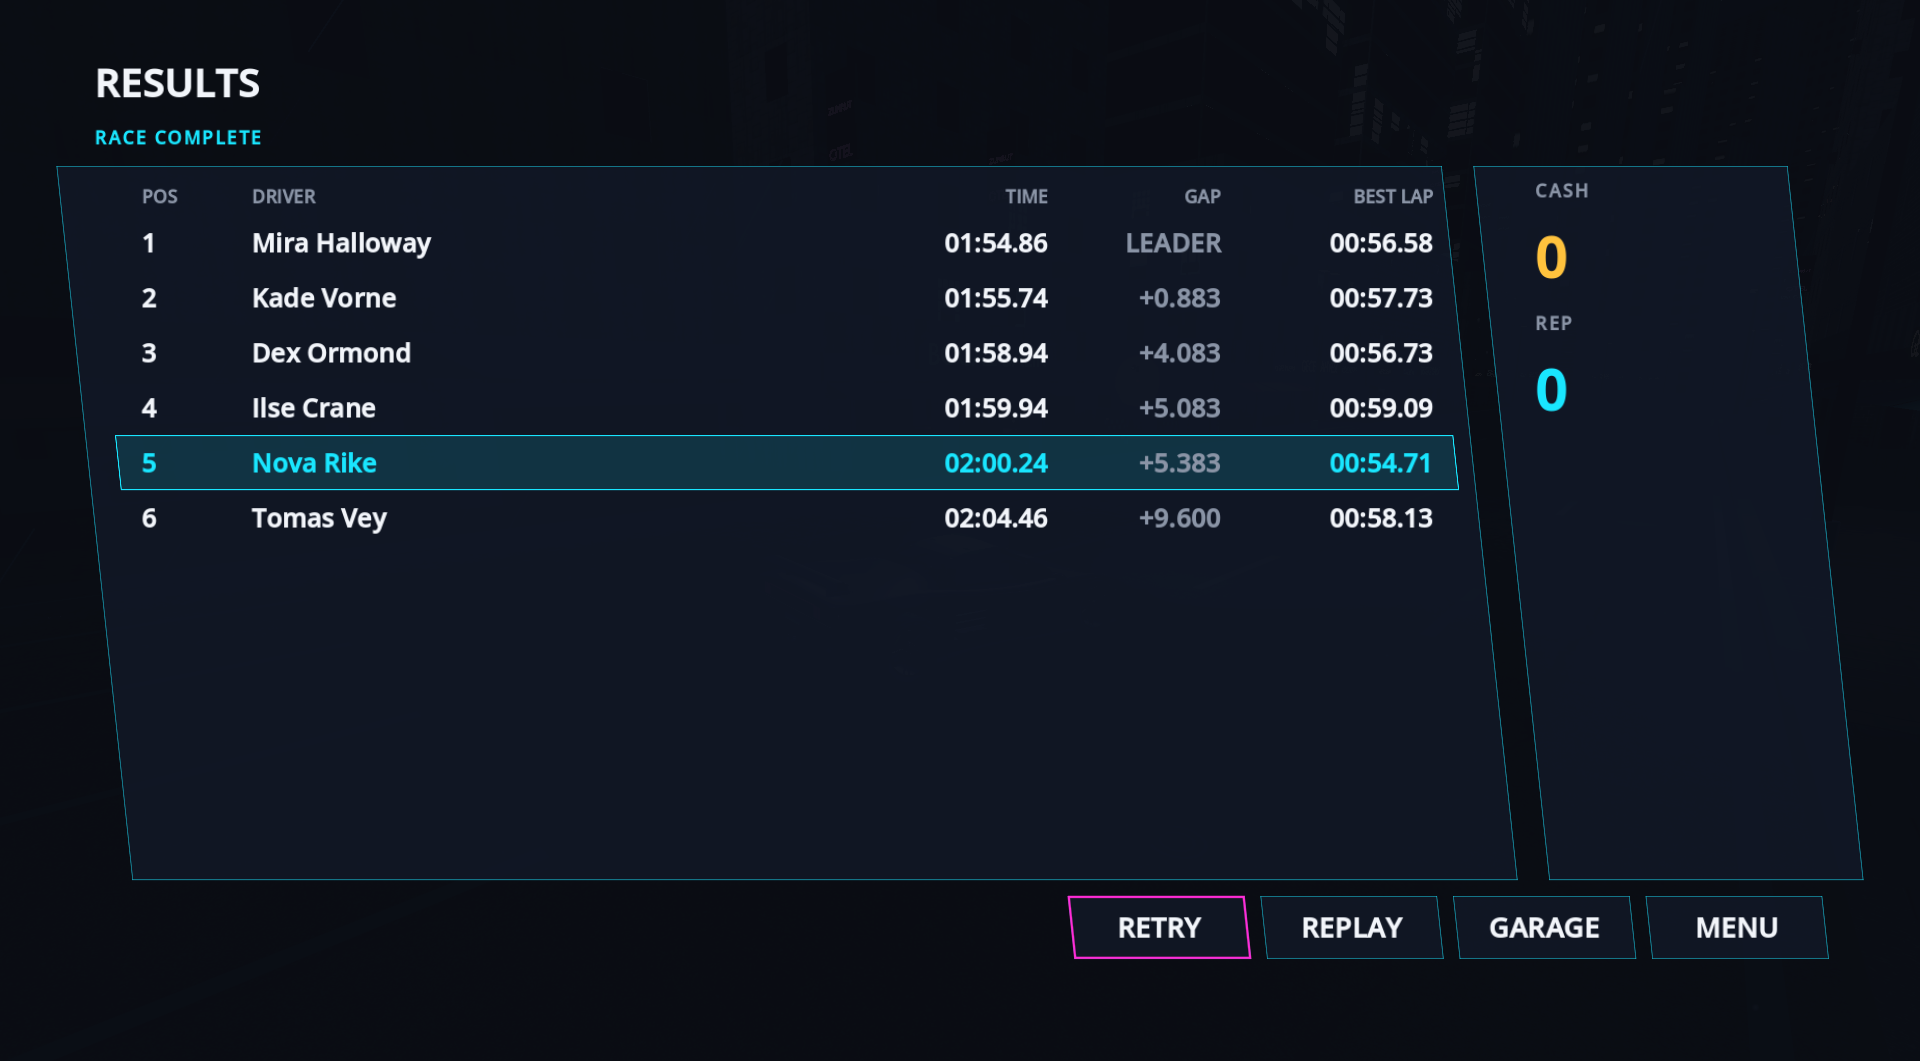 RESULTS
RACE COMPLETE
POS DRIVER TIME GAP BEST LAP
1 Mira Halloway 01:54.86 LEADER 00:56.58
2 Kade Vorne 01:55.74 +0.883 00:57.73
3 Dex Ormond 01:58.94 +4.083 00:56.73
4 Ilse Crane 01:59.94 +5.083 00:59.09
5 Nova Rike 02:00.24 +5.383 00:54.71
6 Tomas Vey 02:04.46 +9.600 00:58.13
CASH
0
REP
0
RETRY REPLAY GARAGE MENU